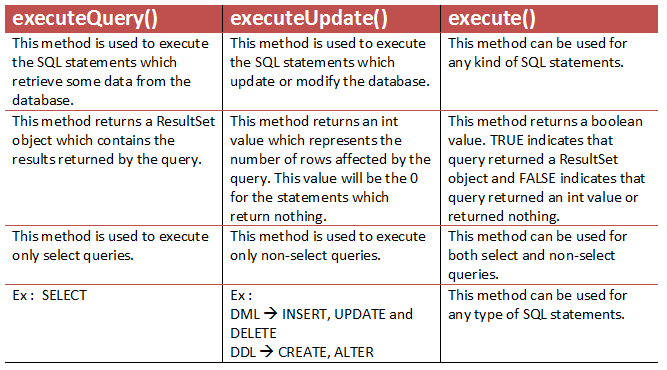 executeQuery()
executeUpdate()
execute()
This method is used to execute
the SQL statements which
retrieve some data from the
database.
This method is used to execute
the SQL statements which
update or modify the database.
This method can be used for
any kind of SQL statements.
This method returns a ResultSet
object which contains the
results returned by the query.
This method returns an int
value which represents the
number of rows affected by the
query. This value will be the 0
for the statements which
return nothing.
This method returns a boolean
value. TRUE indicates that
query returned a ResultSet
object and FALSE indicates that
query returned an int value or
returned nothing.
This method is used to execute
only select queries.
This method is used to execute
only non-select queries.
This method can be used for
both select and non-select
queries.
Ex : SELECT
Ex :
DML → INSERT, UPDATE and
DELETE
DDL → CREATE, ALTER
This method can be used for
any type of SQL statements.